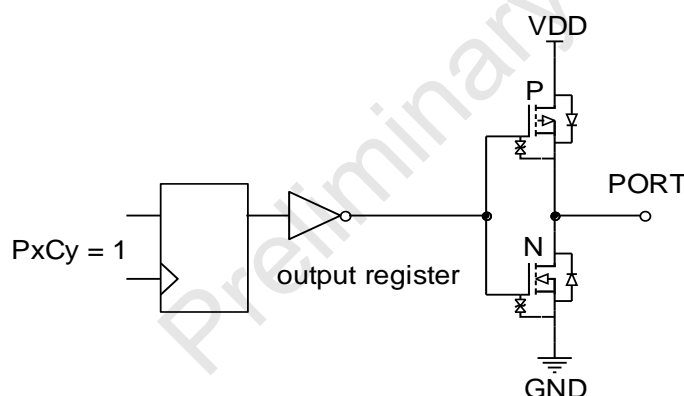 VDD
P
PORT
PxCy = 1
N
output register
GND
Preliminary